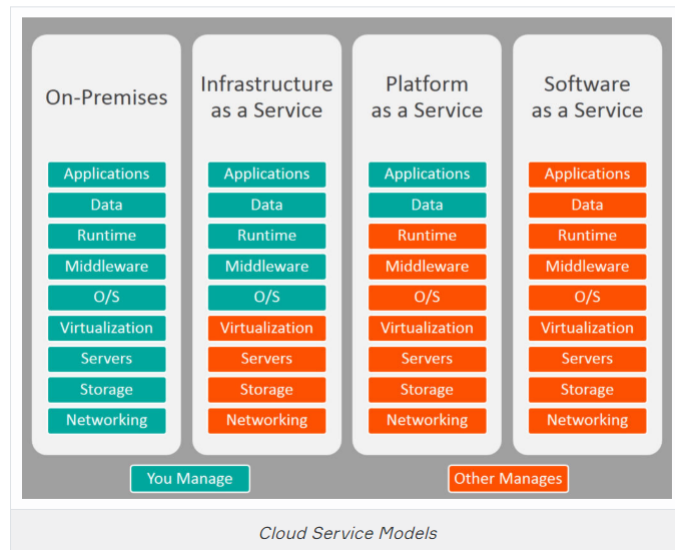 On-Premises
Applications
Data
Runtime
Middleware
O/S
Virtualization
Servers
Storage
Networking
Infrastructure
as a Service
Applications
Data
Runtime
Middleware
O/S
Virtualization
Servers
Storage
Networking
Platform
as a Service
Applications
Data
Runtime
Middleware
O/S
Virtualization
Servers
Storage
Networking
Software
as a Service
Applications
Data
Runtime
Middleware
O/S
Virtualization
Servers
Storage
Networking
You Manage
Other Manages
Cloud Service Models